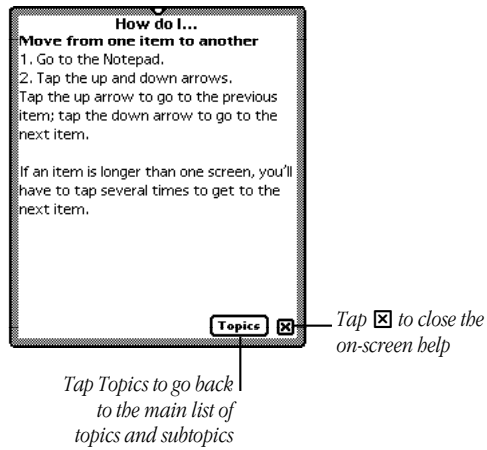 How do I...
Move from one item to another
1. Go to the Notepad.
2. Tap the up and down arrows.
Tap the up arrow to go to the previous
item; tap the down arrow to go to the
next item.
If an item is longer than one screen, you'll
have to tap several times to get to the
next item.
Topics
Tap ☒ to close the
on-screen help
Tap Topics to go back
to the main list of
topics and subtopics